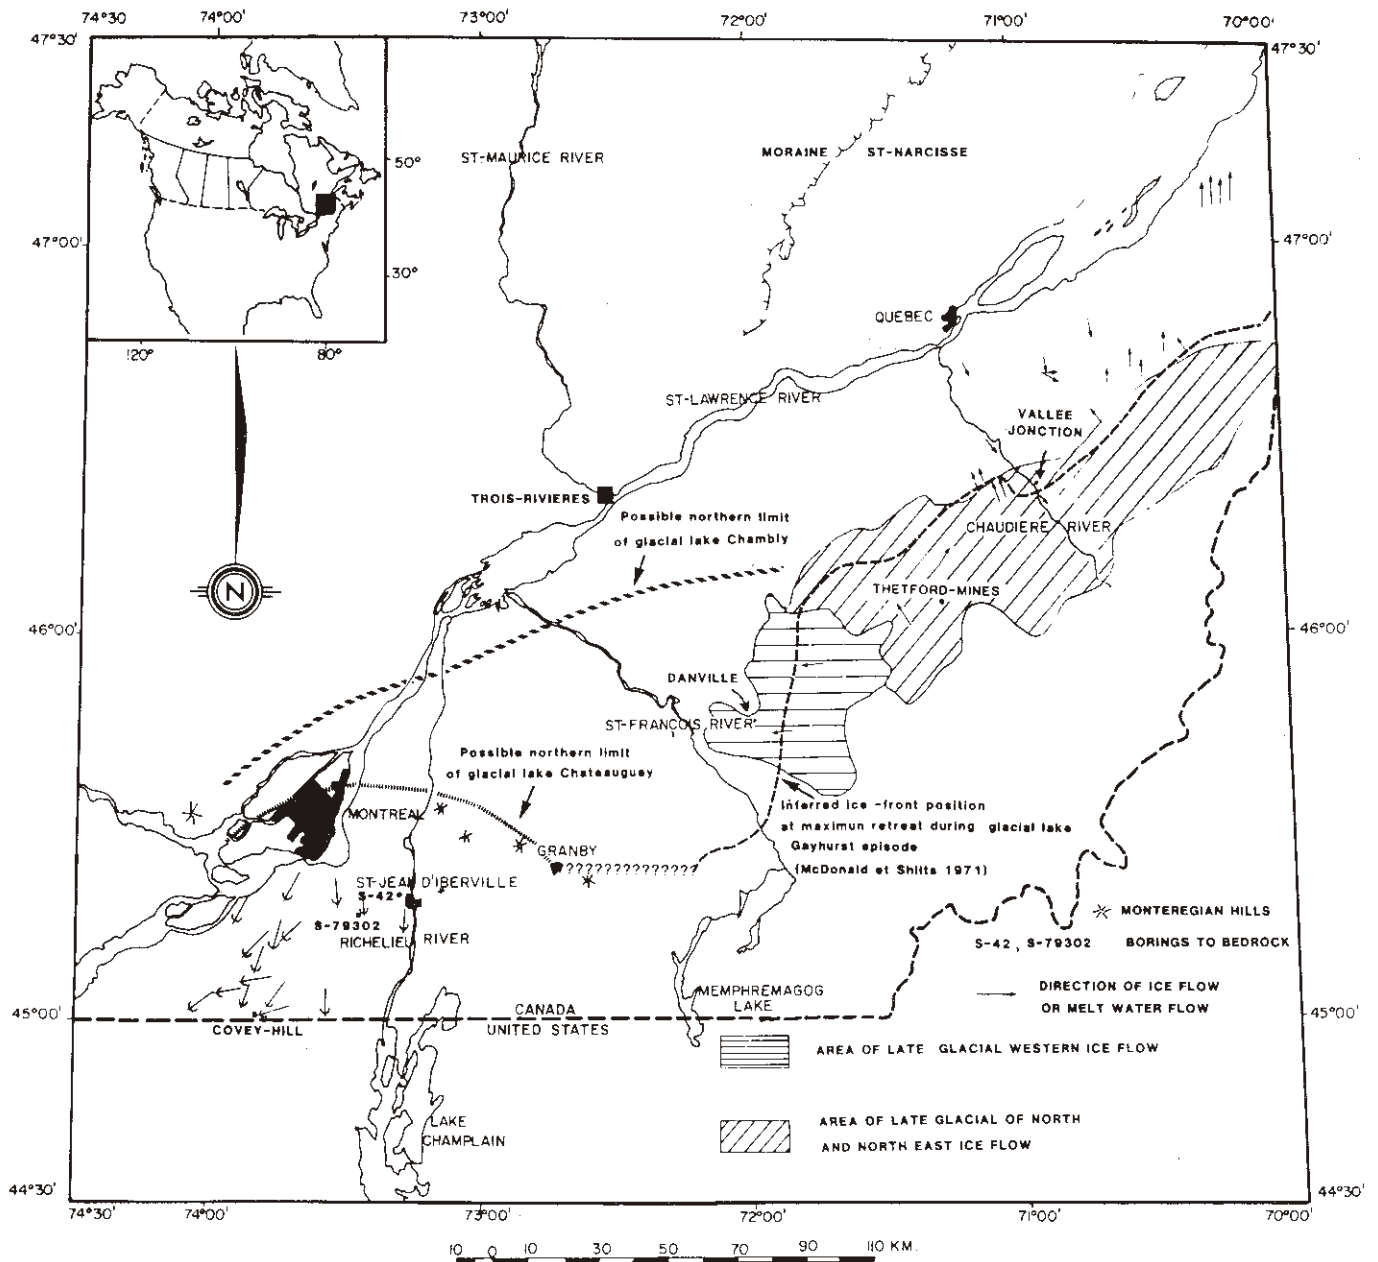 74°30
74°00'
73°00'
72°00'
71°00'
70°00'
47°30'
47°30'
50°
30°
120°
80°
ST-MAURICE RIVER
MORAINE ST-NARCISSE
47°00'
47°00'
QUEBEC
ST-LAWRENCE RIVER
VALLEE
JONCTION
TROIS-RIVIERES
Possible northern limit
of glacial lake Chambly
CHAUDIERE RIVER
N
THETFORD-MINES
46°00'
46°00'
DANVILLE
ST-FRANCOIS RIVER
Possible northern limit
of glacial lake Chateauguay
MONTREAL
Inferred ice-front position
at maximun retreat during glacial lake
Gayhurst episode
(McDonald et Shilts 1971)
GRANBY
?????????????
ST-JEAN D'IBERVILLE
S-42
S-79302
RICHELIEU RIVER
MONTEREGIAN HILLS
S-42, S-79302 BORINGS TO BEDROCK
DIRECTION OF ICE FLOW
OR MELT WATER FLOW
MEMPHREMAGOG
LAKE
CANADA
UNITED STATES
COVEY-HILL
45°00'
45°00'
AREA OF LATE GLACIAL WESTERN ICE FLOW
AREA OF LATE GLACIAL OF NORTH
AND NORTH EAST ICE FLOW
LAKE
CHAMPLAIN
44°30'
44°30'
74°30'
74°00'
73°00'
72°00'
71°00'
70°00'
10 0 10 30 50 70 90 110 KM.